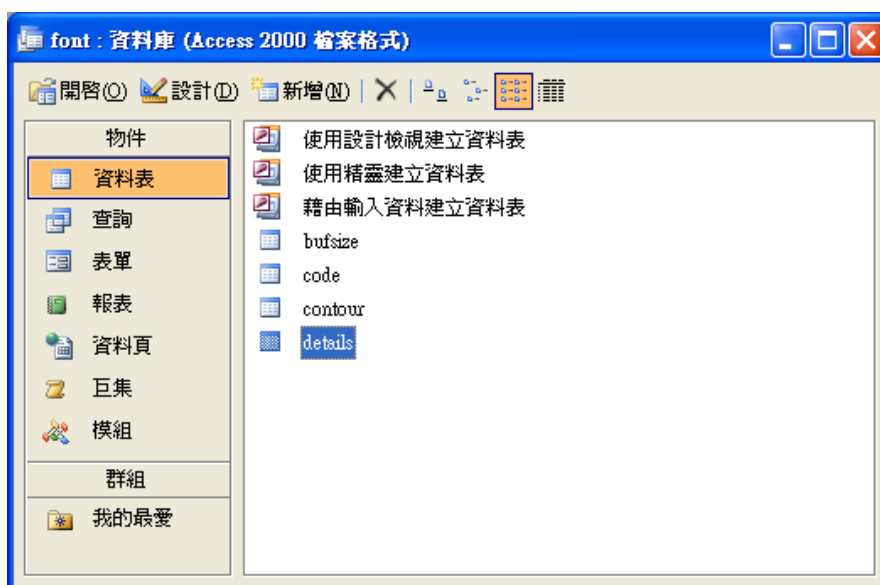 font : 資料庫 (Access 2000 檔案格式)
開啓(O) 設計(D) 新增(N)
物件
資料表
查詢
表單
報表
資料頁
巨集
模組
群組
我的最愛
使用設計檢視建立資料表
使用精靈建立資料表
藉由輸入資料建立資料表
bufsize
code
contour
details